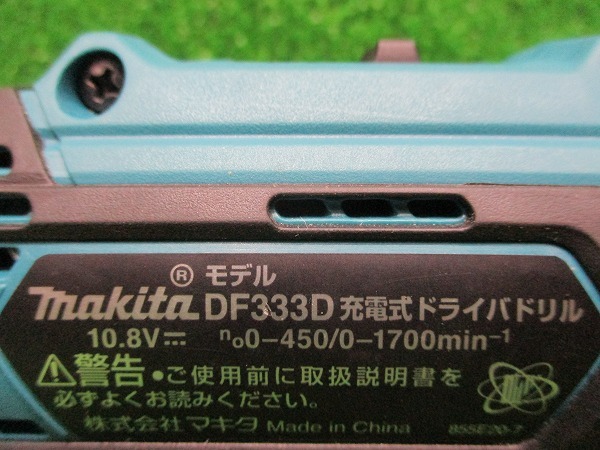 ® モデル
makita DF333D 充電式ドライバドリル
10.8V⎓ n₀0-450/0-1700min⁻¹
⚠警告 ●ご使用前に取扱説明書を
必ずよくお読みください。
株式会社マキタ Made in China 855E20-7